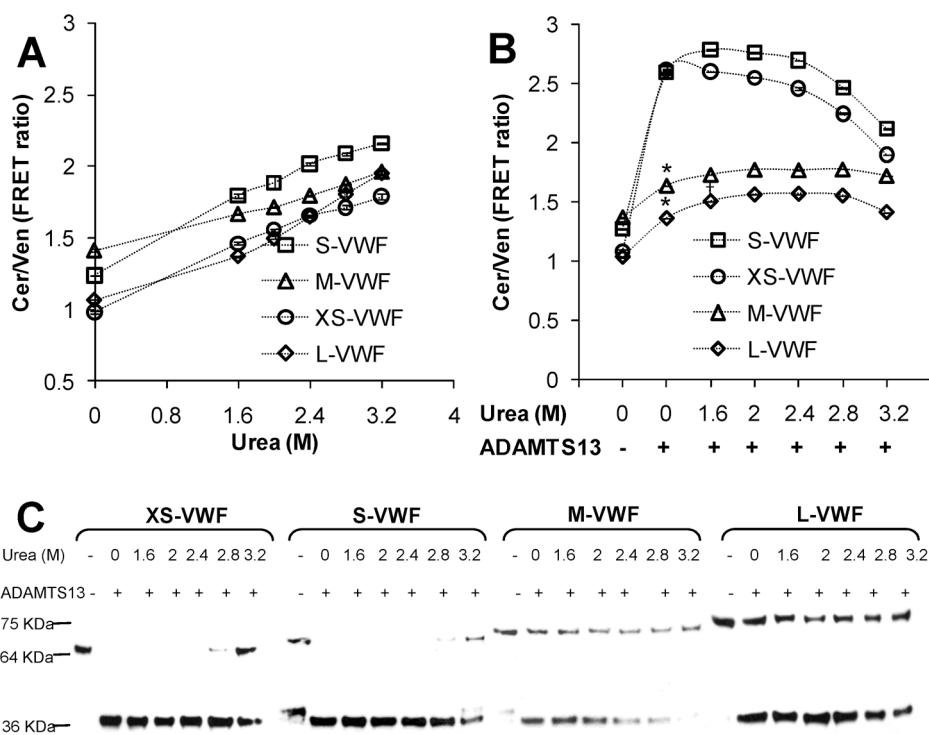 A
3
2.5
2
1.5
1
0.5
Cer/Ven (FRET ratio)
S-VWF
M-VWF
XS-VWF
L-VWF
0 1.6 2.4 3.2 4
Urea (M)
B
3
2.5
2
1.5
1
0.5
0
Cer/Ven (FRET ratio)
*
*
†
S-VWF
XS-VWF
M-VWF
L-VWF
Urea (M) 0 0 1.6 2 2.4 2.8 3.2
ADAMTS13 - + + + + + +
C
XS-VWF S-VWF M-VWF L-VWF
Urea (M) - 0 1.6 2 2.4 2.8 3.2 - 0 1.6 2 2.4 2.8 3.2 - 0 1.6 2 2.4 2.8 3.2 - 0 1.6 2 2.4 2.8 3.2
ADAMTS13 - + + + + + + - + + + + + + - + + + + + + - + + + + + +
75 KDa
64 KDa
36 KDa